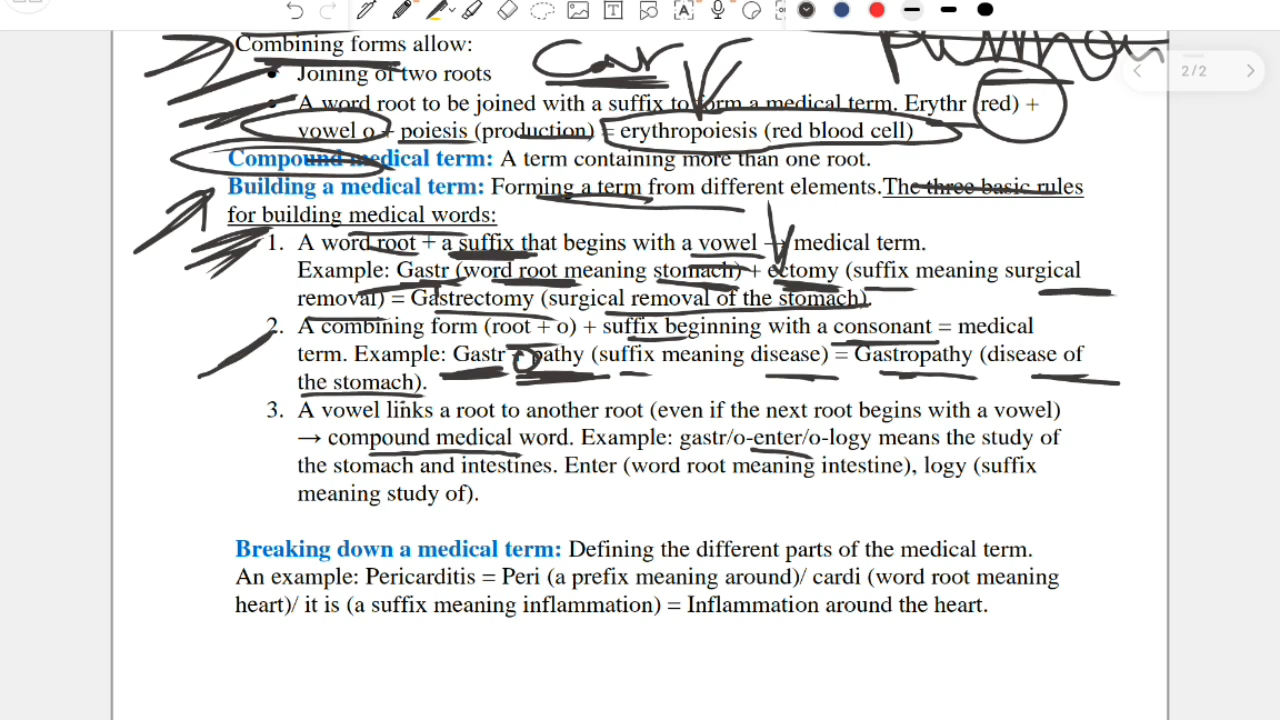 Combining forms allow:
Car
pulmon
2/2
• Joining of two roots
• A word root to be joined with a suffix to form a medical term. Erythr (red) +
vowel o + poiesis (production) = erythropoiesis (red blood cell)
Compound medical term: A term containing more than one root.
Building a medical term: Forming a term from different elements.The three basic rules
for building medical words:
1. A word root + a suffix that begins with a vowel → medical term.
Example: Gastr (word root meaning stomach) + ectomy (suffix meaning surgical
removal) = Gastrectomy (surgical removal of the stomach).
2. A combining form (root + o) + suffix beginning with a consonant = medical
term. Example: Gastr + pathy (suffix meaning disease) = Gastropathy (disease of
the stomach).
3. A vowel links a root to another root (even if the next root begins with a vowel)
→ compound medical word. Example: gastr/o-enter/o-logy means the study of
the stomach and intestines. Enter (word root meaning intestine), logy (suffix
meaning study of).
Breaking down a medical term: Defining the different parts of the medical term.
An example: Pericarditis = Peri (a prefix meaning around)/ cardi (word root meaning
heart)/ it is (a suffix meaning inflammation) = Inflammation around the heart.